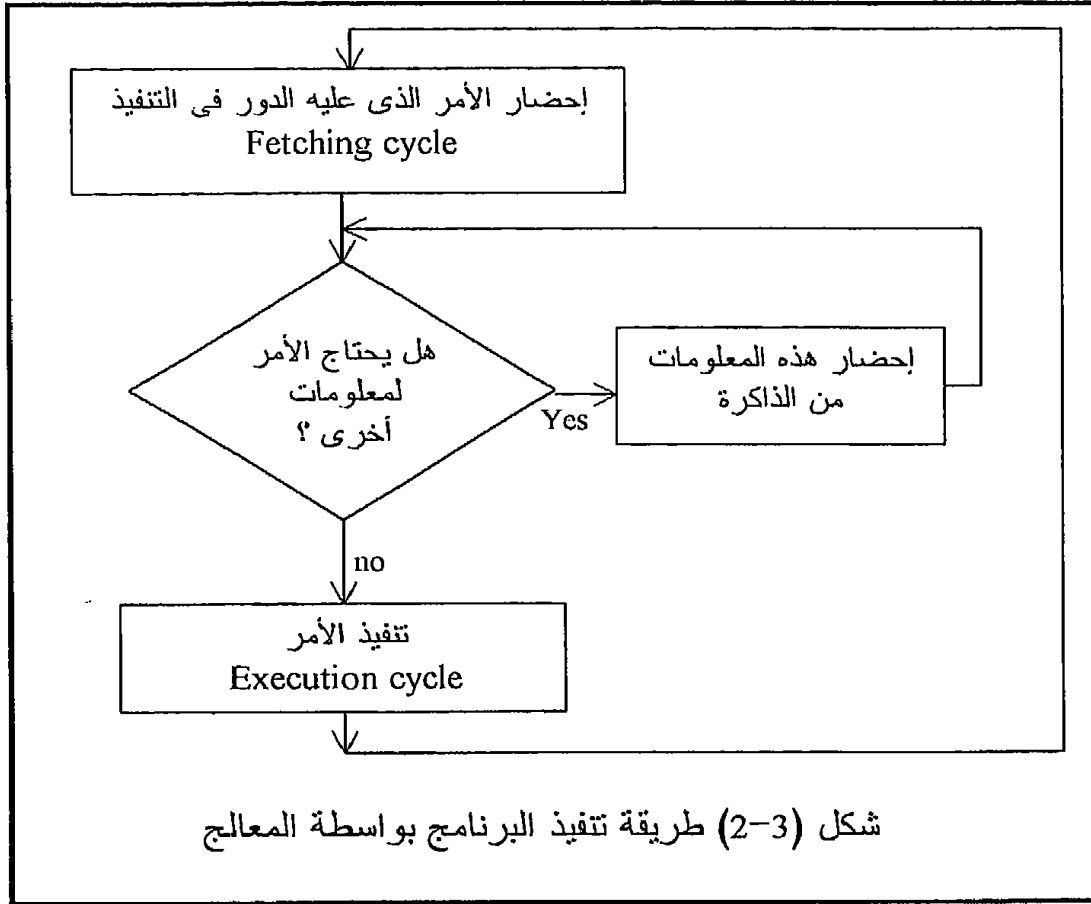 إحضار الأمر الذى عليه الدور فى التنفيذ
Fetching cycle
هل يحتاج الأمر
لمعلومات
أخرى ؟
Yes
إحضار هذه المعلومات
من الذاكرة
no
تنفيذ الأمر
Execution cycle
شكل (3-2) طريقة تنفيذ البرنامج بواسطة المعالج